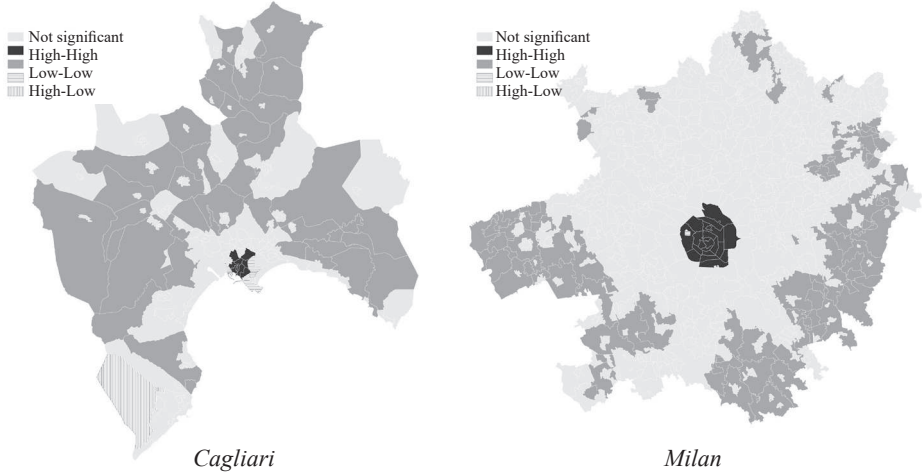 Not significant
High-High
Low-Low
High-Low
Not significant
High-High
Low-Low
High-Low
Cagliari
Milan